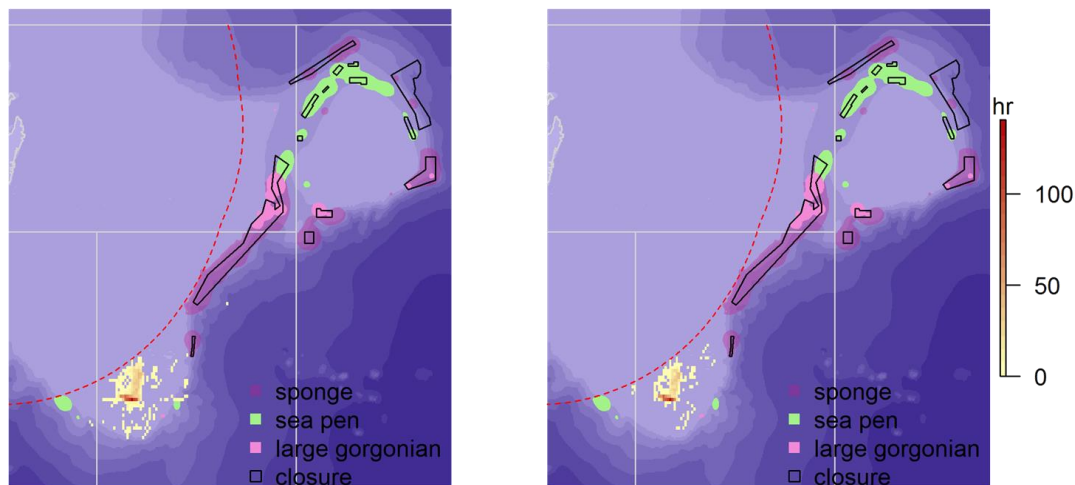 hr
100
50
0
sponge
sea pen
large gorgonian
closure
sponge
sea pen
large gorgonian
closure